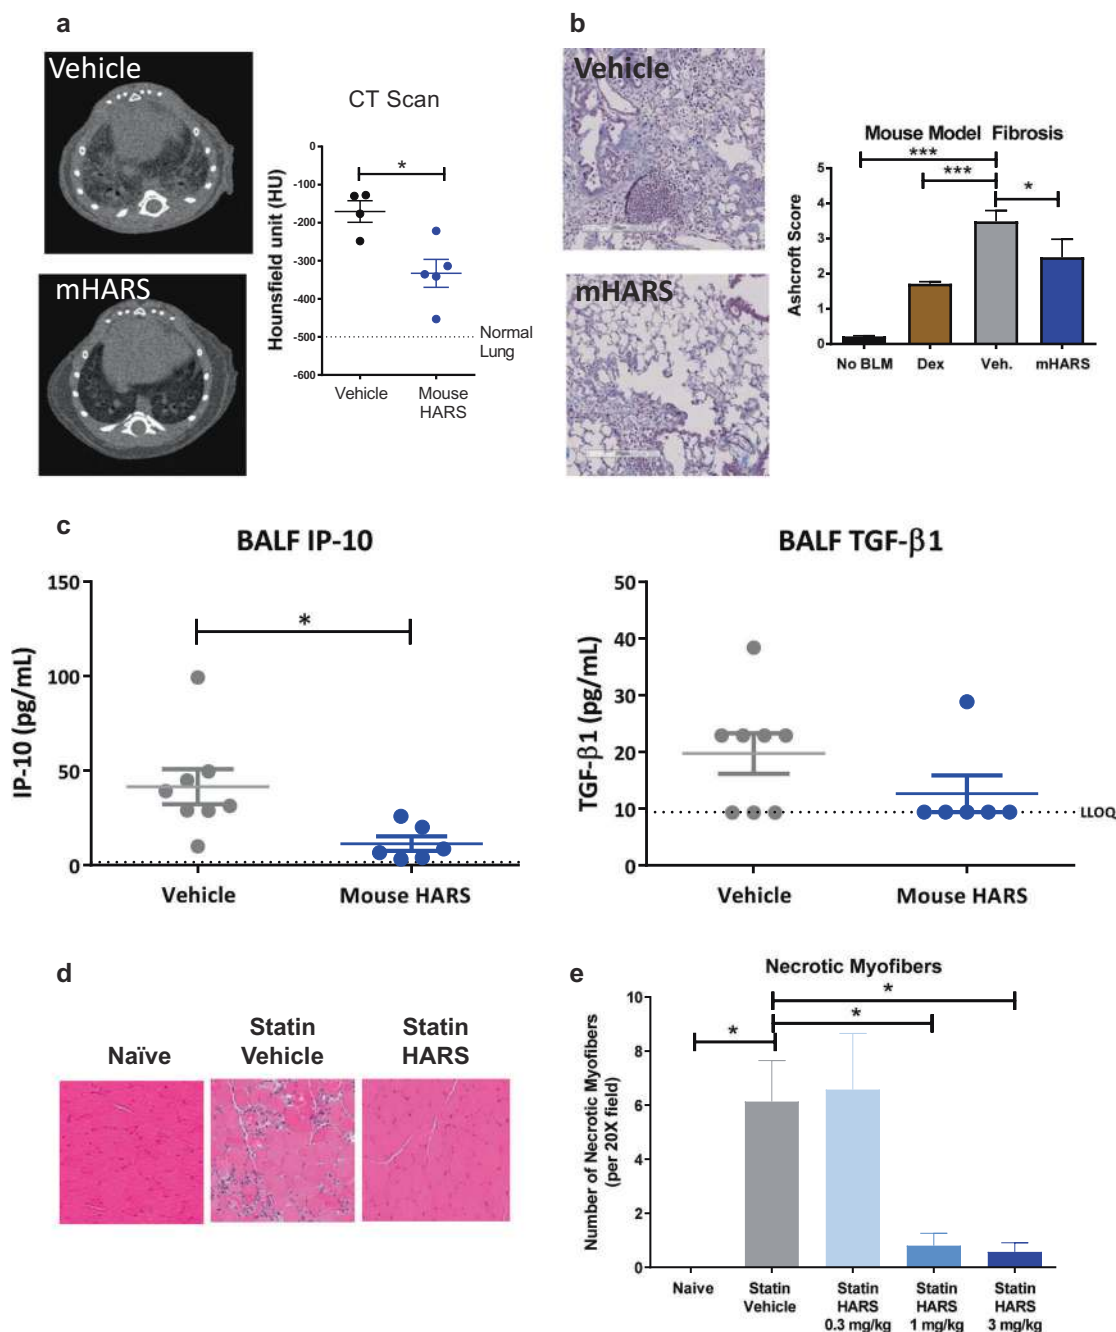 a
Vehicle
mHARS
CT Scan
Hounsfield unit (HU)
0
-100
-200
-300
-400
-500
-600
*
Normal
Lung
Vehicle
Mouse
HARS
b
Vehicle
mHARS
Mouse Model Fibrosis
Ashcroft Score
5
4
3
2
1
0
***
***
*
No BLM
Dex
Veh.
mHARS
c
BALF IP-10
IP-10 (pg/mL)
150
100
50
0
*
Vehicle
Mouse HARS
BALF TGF-β1
TGF-β1 (pg/mL)
50
40
30
20
10
0
LLOQ
Vehicle
Mouse HARS
d
Naïve
Statin
Vehicle
Statin
HARS
e
Necrotic Myofibers
Number of Necrotic Myofibers
(per 20X field)
10
8
6
4
2
0
*
*
*
Naive
Statin
Vehicle
Statin
HARS
0.3 mg/kg
Statin
HARS
1 mg/kg
Statin
HARS
3 mg/kg